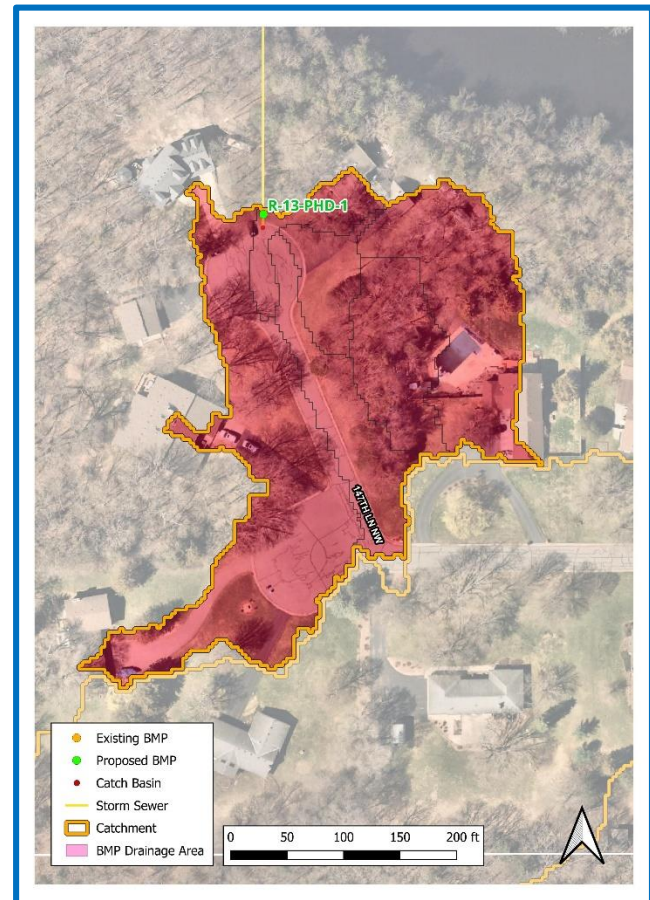 R-13-PHD-1
147TH LN NW
Existing BMP
Proposed BMP
Catch Basin
Storm Sewer
Catchment
BMP Drainage Area
0 50 100 150 200 ft